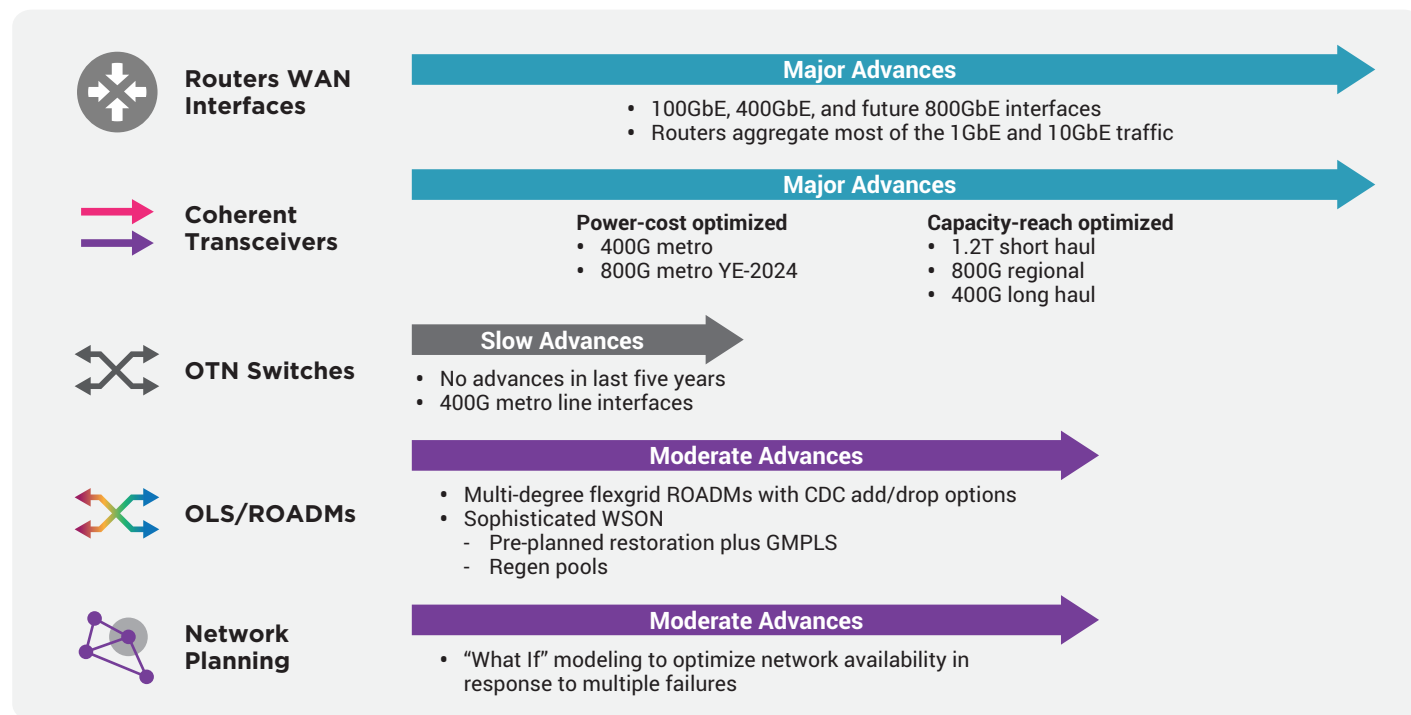 Routers WAN
Interfaces
Major Advances
• 100GbE, 400GbE, and future 800GbE interfaces
• Routers aggregate most of the 1GbE and 10GbE traffic
Coherent
Transceivers
Major Advances
Power-cost optimized
• 400G metro
• 800G metro YE-2024
Capacity-reach optimized
• 1.2T short haul
• 800G regional
• 400G long haul
OTN Switches
Slow Advances
• No advances in last five years
• 400G metro line interfaces
OLS/ROADMs
Moderate Advances
• Multi-degree flexgrid ROADMs with CDC add/drop options
• Sophisticated WSON
- Pre-planned restoration plus GMPLS
- Regen pools
Network
Planning
Moderate Advances
• “What If” modeling to optimize network availability in
response to multiple failures